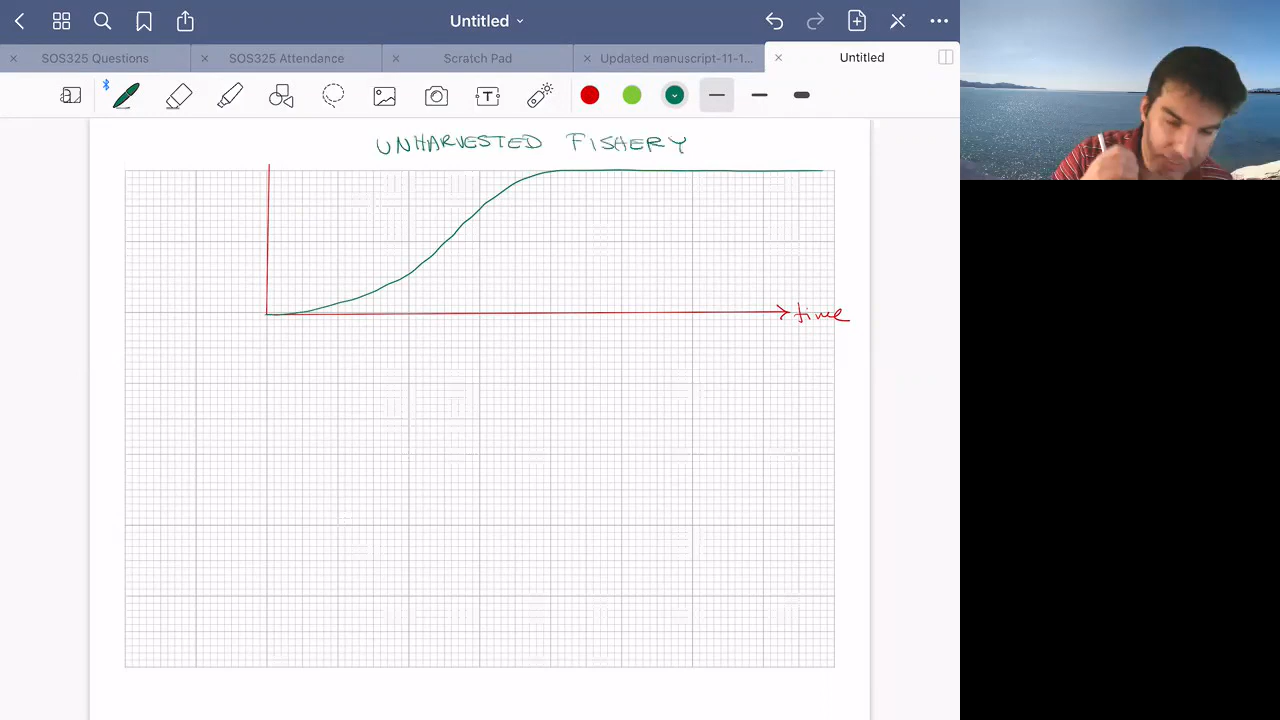 Untitled
SOS325 Questions
SOS325 Attendance
Scratch Pad
Updated manuscript-11-1...
Untitled
UNHARVESTED FISHERY
time